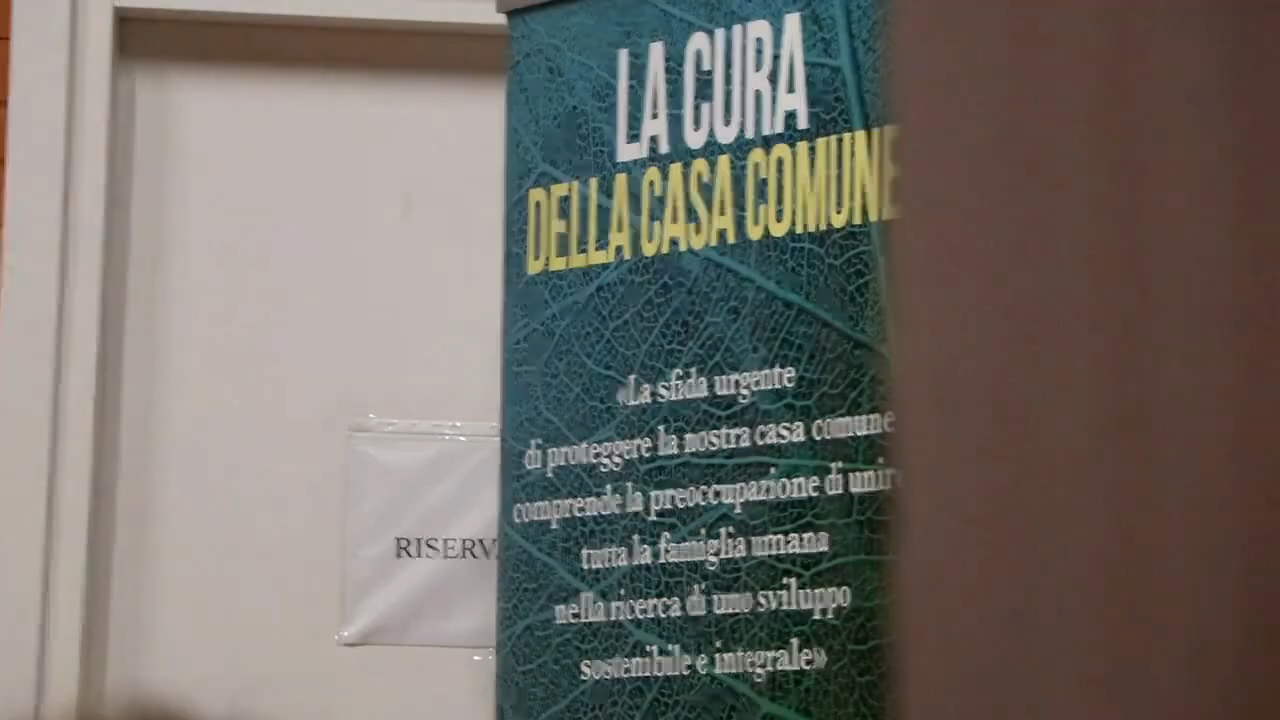 LA CURA
DELLA CASA COMUNE
«La sfida urgente
di proteggere la nostra casa comune
comprende la preoccupazione di unire
tutta la famiglia umana
nella ricerca di uno sviluppo
sostenibile e integrale»
RISERV